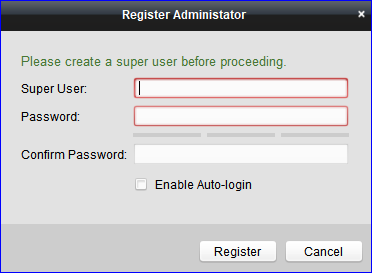 Register Administator
×
Please create a super user before proceeding.
Super User:
Password:
Confirm Password:
Enable Auto-login
Register Cancel